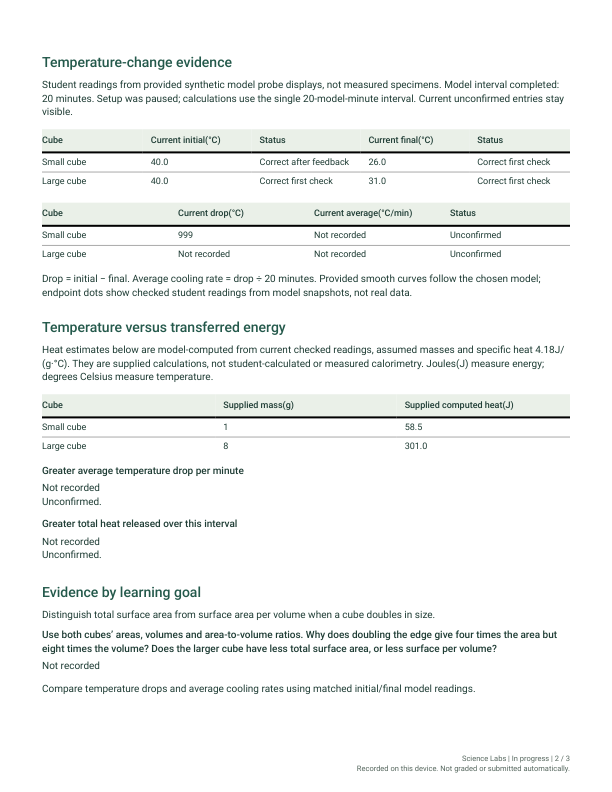 Temperature-change evidence
Student readings from provided synthetic model probe displays, not measured specimens. Model interval completed:
20 minutes. Setup was paused; calculations use the single 20-model-minute interval. Current unconfirmed entries stay
visible.
Cube Current initial(°C) Status Current final(°C) Status
Small cube 40.0 Correct after feedback 26.0 Correct first check
Large cube 40.0 Correct first check 31.0 Correct first check
Cube Current drop(°C) Current average(°C/min) Status
Small cube 999 Not recorded Unconfirmed
Large cube Not recorded Not recorded Unconfirmed
Drop = initial − final. Average cooling rate = drop ÷ 20 minutes. Provided smooth curves follow the chosen model;
endpoint dots show checked student readings from model snapshots, not real data.
Temperature versus transferred energy
Heat estimates below are model-computed from current checked readings, assumed masses and specific heat 4.18J/
(g·°C). They are supplied calculations, not student-calculated or measured calorimetry. Joules(J) measure energy;
degrees Celsius measure temperature.
Cube Supplied mass(g) Supplied computed heat(J)
Small cube 1 58.5
Large cube 8 301.0
Greater average temperature drop per minute
Not recorded
Unconfirmed.
Greater total heat released over this interval
Not recorded
Unconfirmed.
Evidence by learning goal
Distinguish total surface area from surface area per volume when a cube doubles in size.
Use both cubes’ areas, volumes and area-to-volume ratios. Why does doubling the edge give four times the area but
eight times the volume? Does the larger cube have less total surface area, or less surface per volume?
Not recorded
Compare temperature drops and average cooling rates using matched initial/final model readings.
Science Labs | In progress | 2 / 3
Recorded on this device. Not graded or submitted automatically.